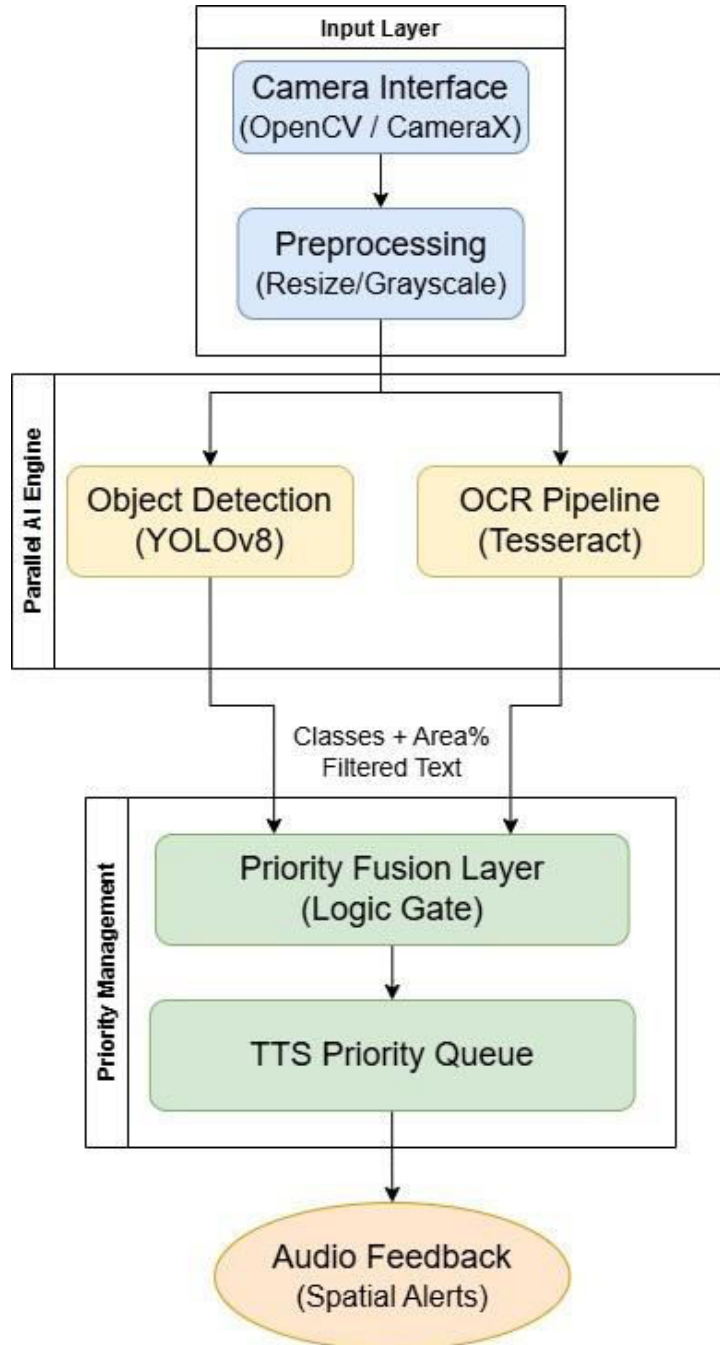 Input Layer
Camera Interface
(OpenCV / CameraX)
Preprocessing
(Resize/Grayscale)
Parallel AI Engine
Object Detection
(YOLOv8)
OCR Pipeline
(Tesseract)
Classes + Area%
Filtered Text
Priority Management
Priority Fusion Layer
(Logic Gate)
TTS Priority Queue
Audio Feedback
(Spatial Alerts)